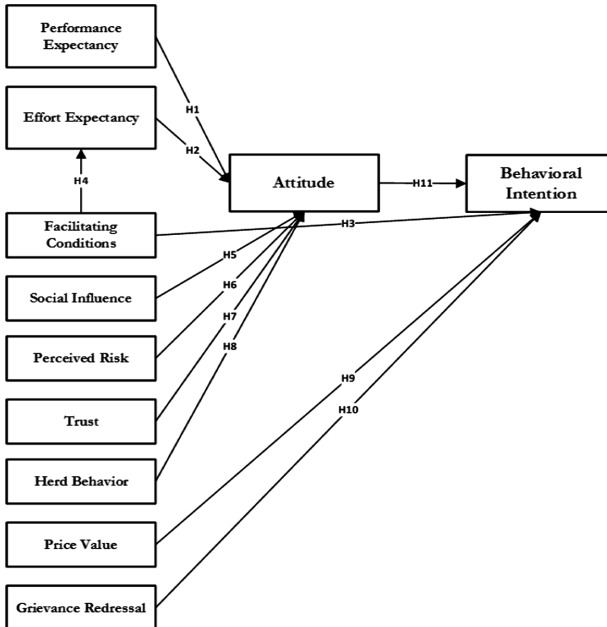 Performance
Expectancy
H1
Effort Expectancy
H2
H4
Attitude
H11
Behavioral
Intention
Facilitating
Conditions
H3
Social Influence
H5
H6
H7
H8
Perceived Risk
Trust
Herd Behavior
H9
H10
Price Value
Grievance Redressal